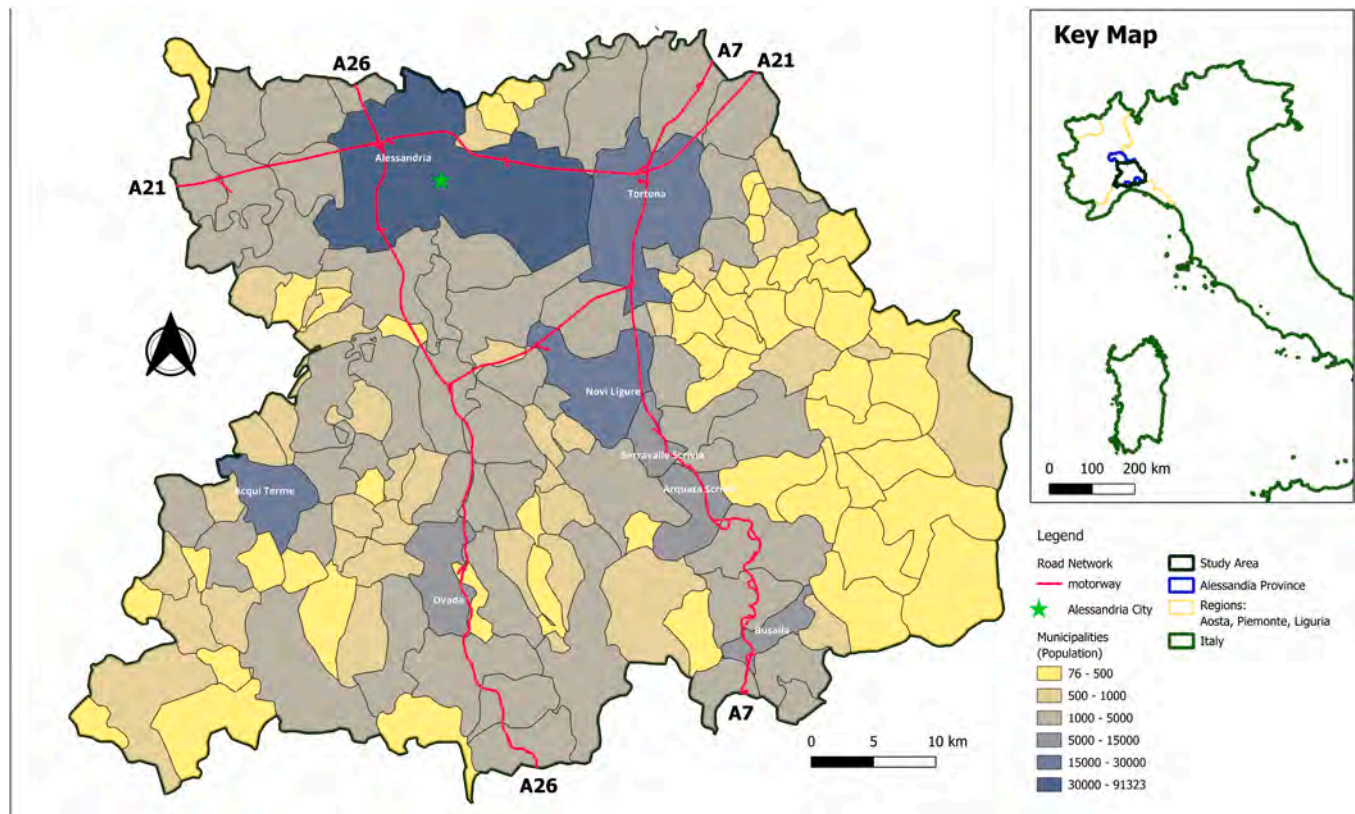 A26
A7
A21
Alessandria
A21
Tortona
Novi Ligure
Serravalle Scrivia
Arquata Scrivia
Acqui Terme
Ovada
Busalla
A7
A26
0 5 10 km
Key Map
0 100 200 km
Legend
Road Network
motorway
Alessandria City
Municipalities
(Population)
76 - 500
500 - 1000
1000 - 5000
5000 - 15000
15000 - 30000
30000 - 91323
Study Area
Alessandia Province
Regions:
Aosta, Piemonte, Liguria
Italy